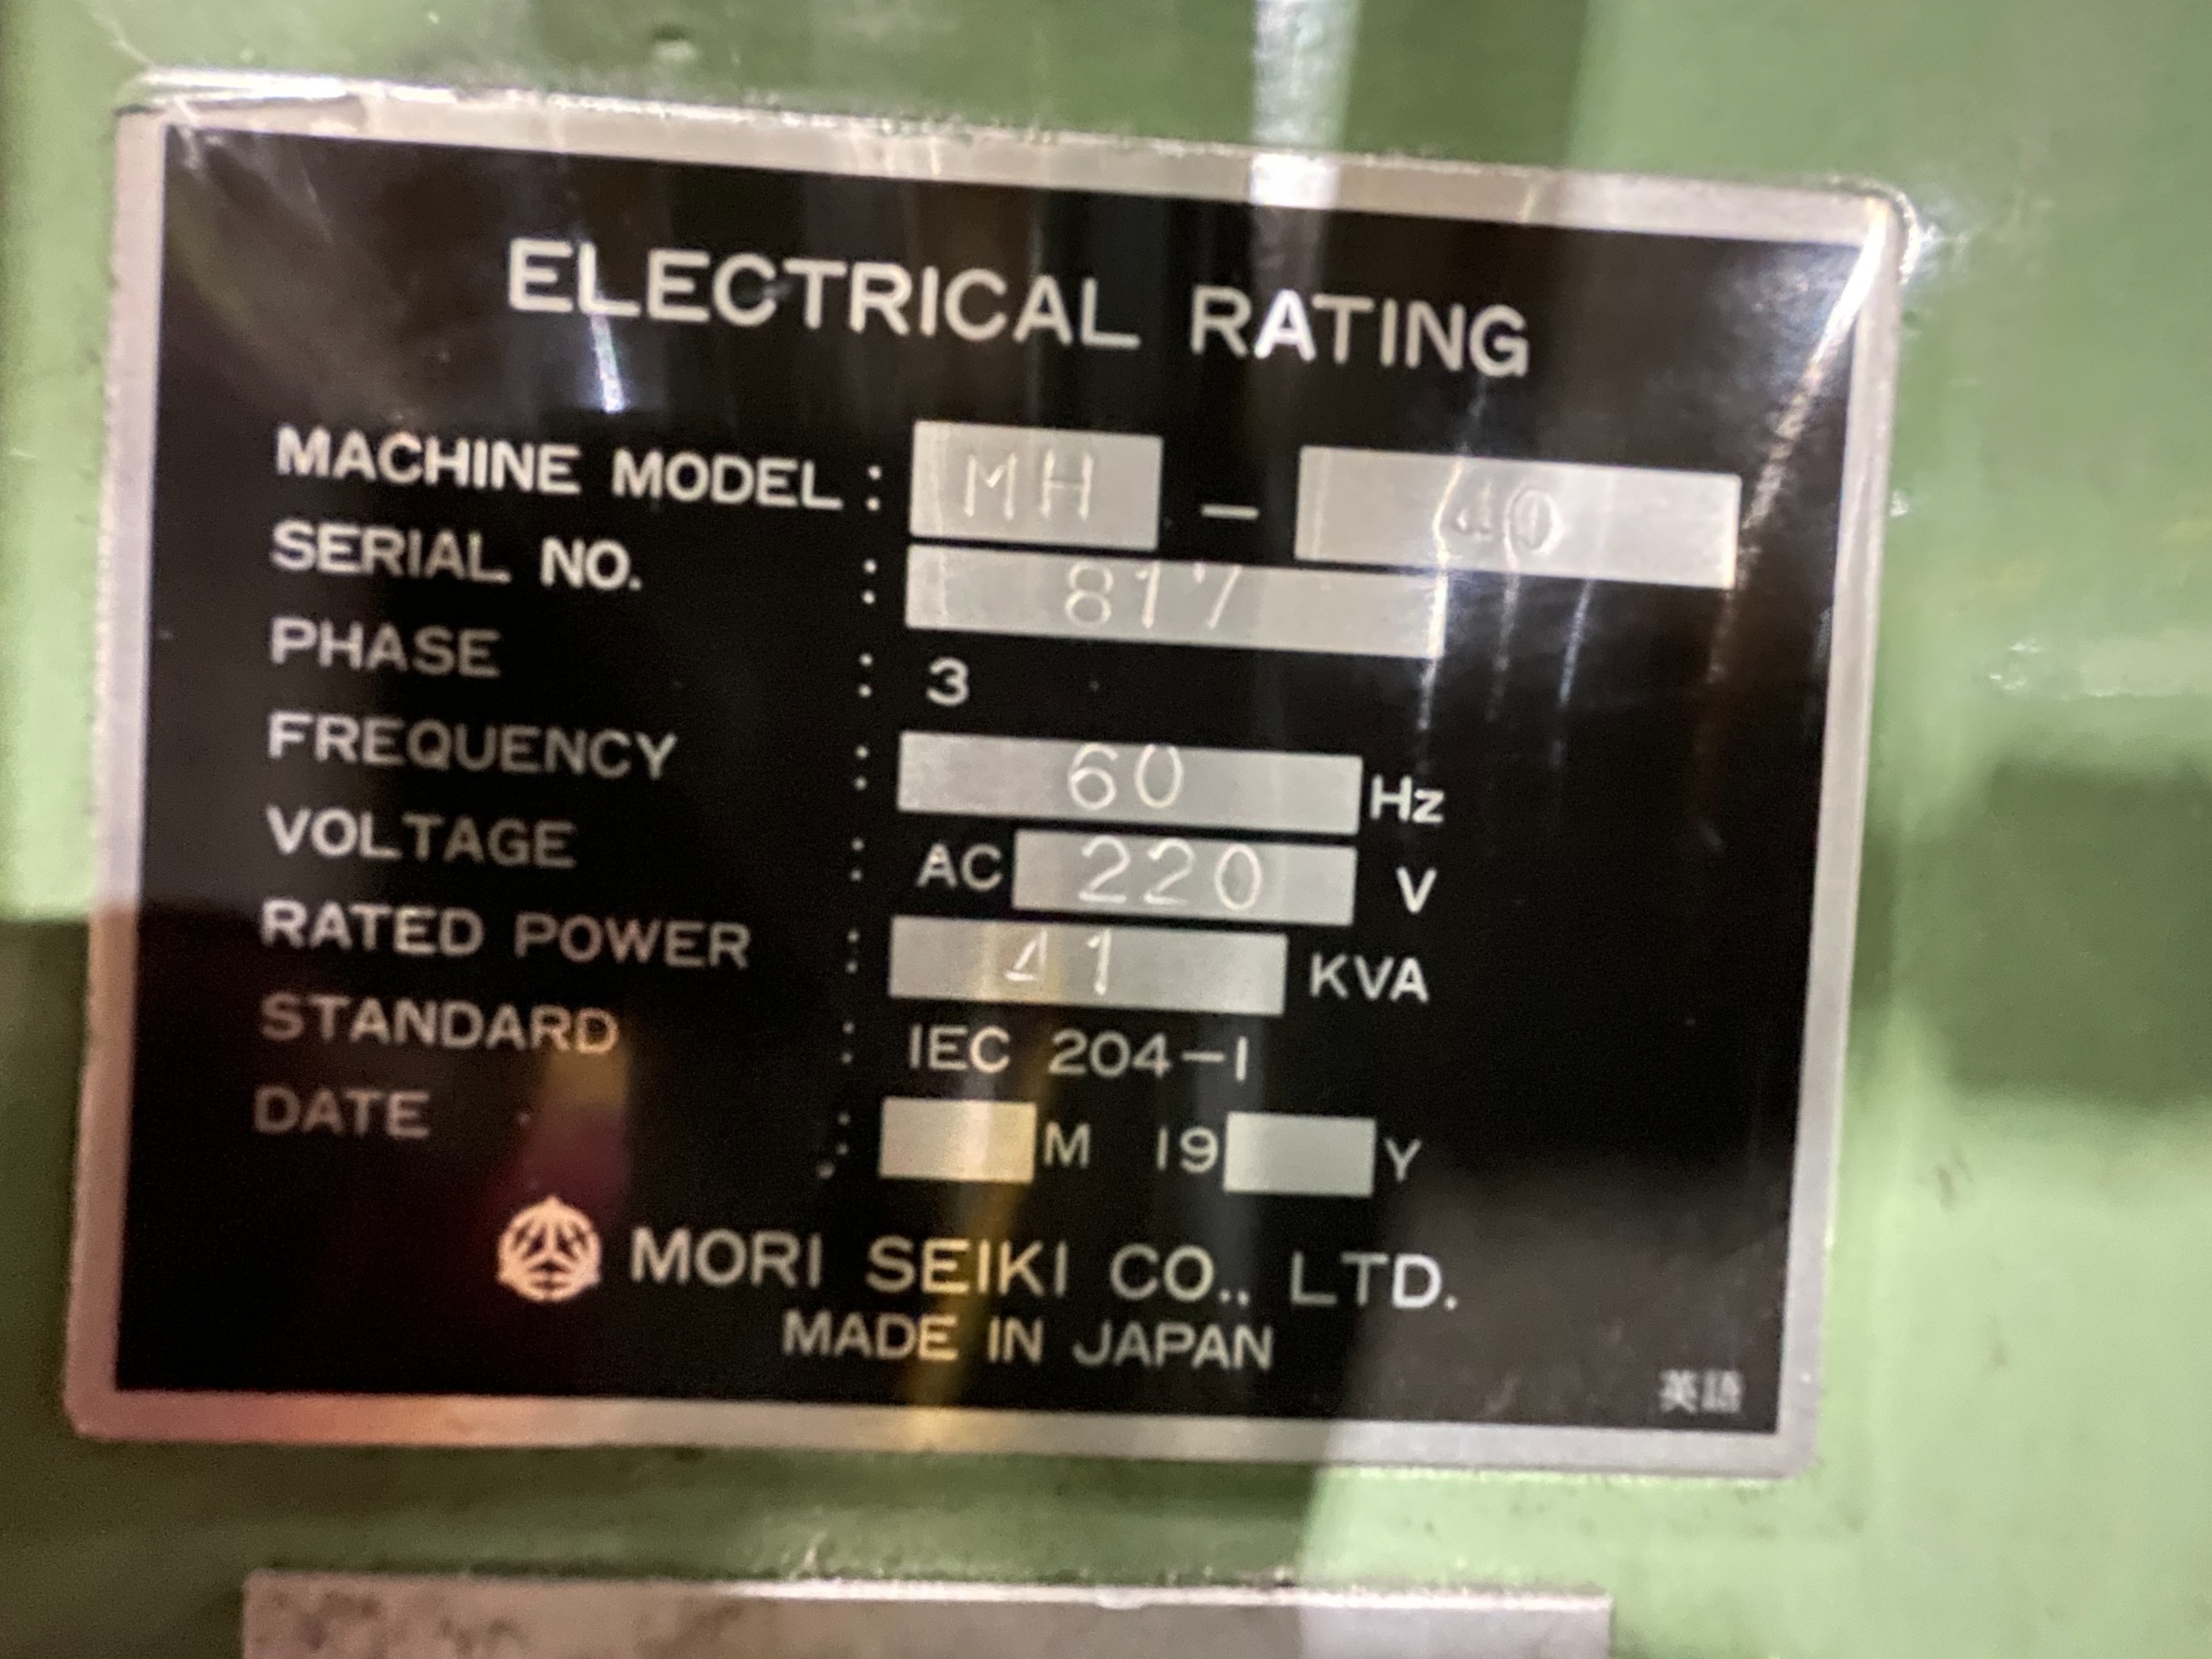 ELECTRICAL RATING
MACHINE MODEL : MH - 40
SERIAL NO. : 817
PHASE : 3
FREQUENCY : 60 Hz
VOLTAGE : AC 220 V
RATED POWER : 41 KVA
STANDARD : IEC 204-1
DATE : M 19 Y
MORI SEIKI CO., LTD.
MADE IN JAPAN
英語